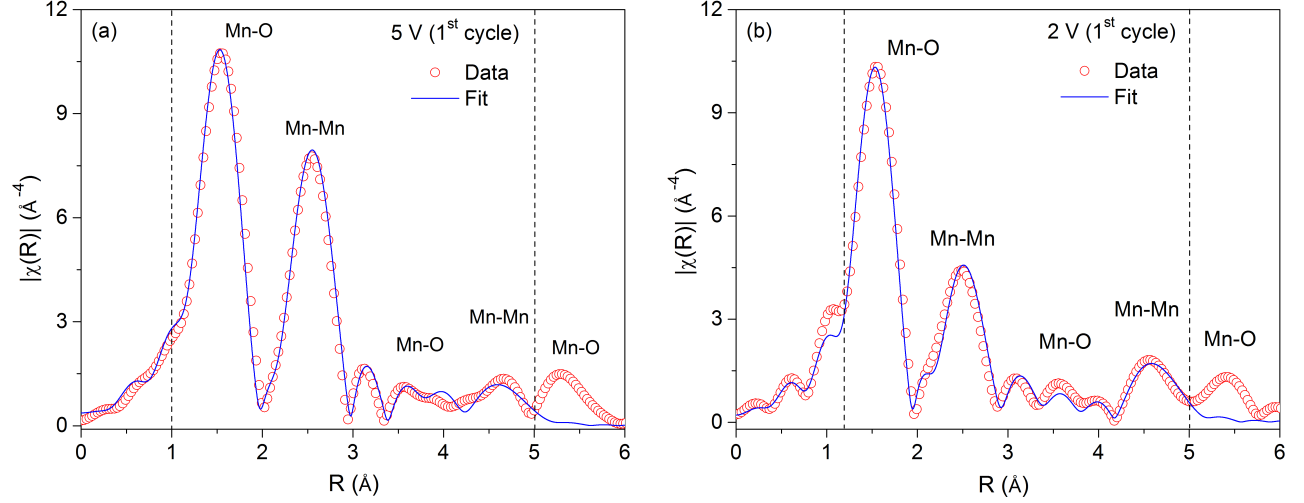 (a)
5 V (1st cycle)
Data
Fit
Mn-O
Mn-Mn
Mn-O
Mn-Mn
Mn-O
12
9
6
3
0
|χ(R)| (Å-4)
0 1 2 3 4 5 6
R (Å)
(b)
2 V (1st cycle)
Data
Fit
Mn-O
Mn-Mn
Mn-O
Mn-Mn
Mn-O
12
9
6
3
0
|χ(R)| (Å-4)
0 1 2 3 4 5 6
R (Å)